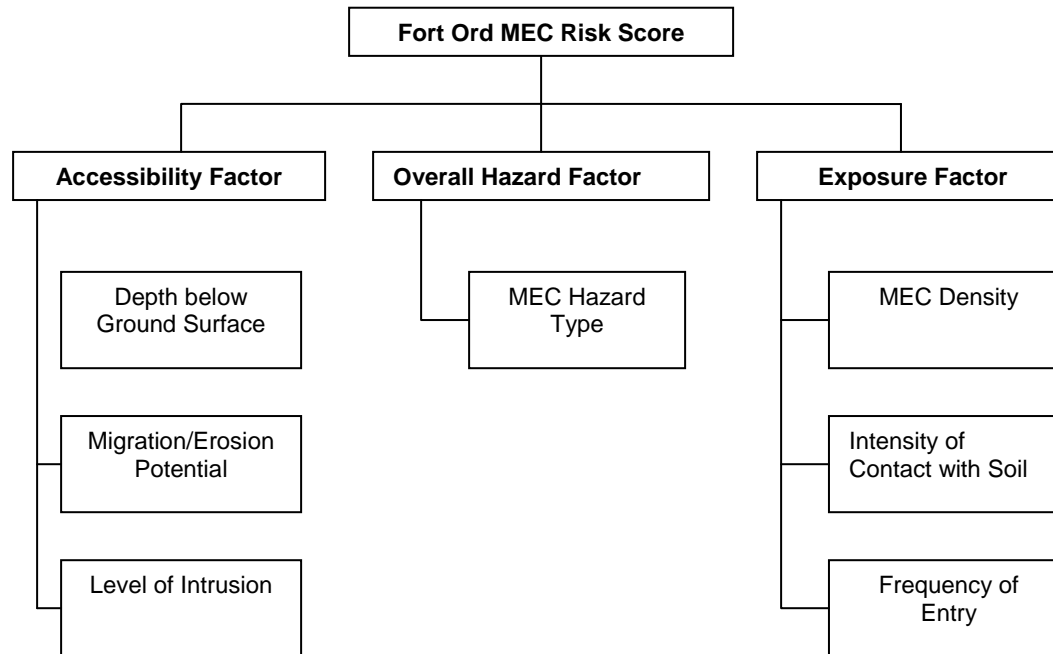 Fort Ord MEC Risk Score
Accessibility Factor
Overall Hazard Factor
Exposure Factor
Depth below
Ground Surface
MEC Hazard
Type
MEC Density
Migration/Erosion
Potential
Intensity of
Contact with Soil
Level of Intrusion
Frequency of
Entry